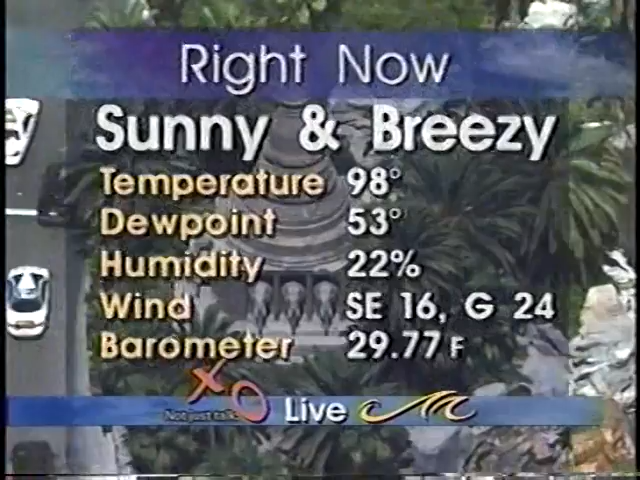 Right Now
Sunny & Breezy
Temperature 98°
Dewpoint 53°
Humidity 22%
Wind SE 16, G 24
Barometer 29.77 F
XO
Not just talk
Live